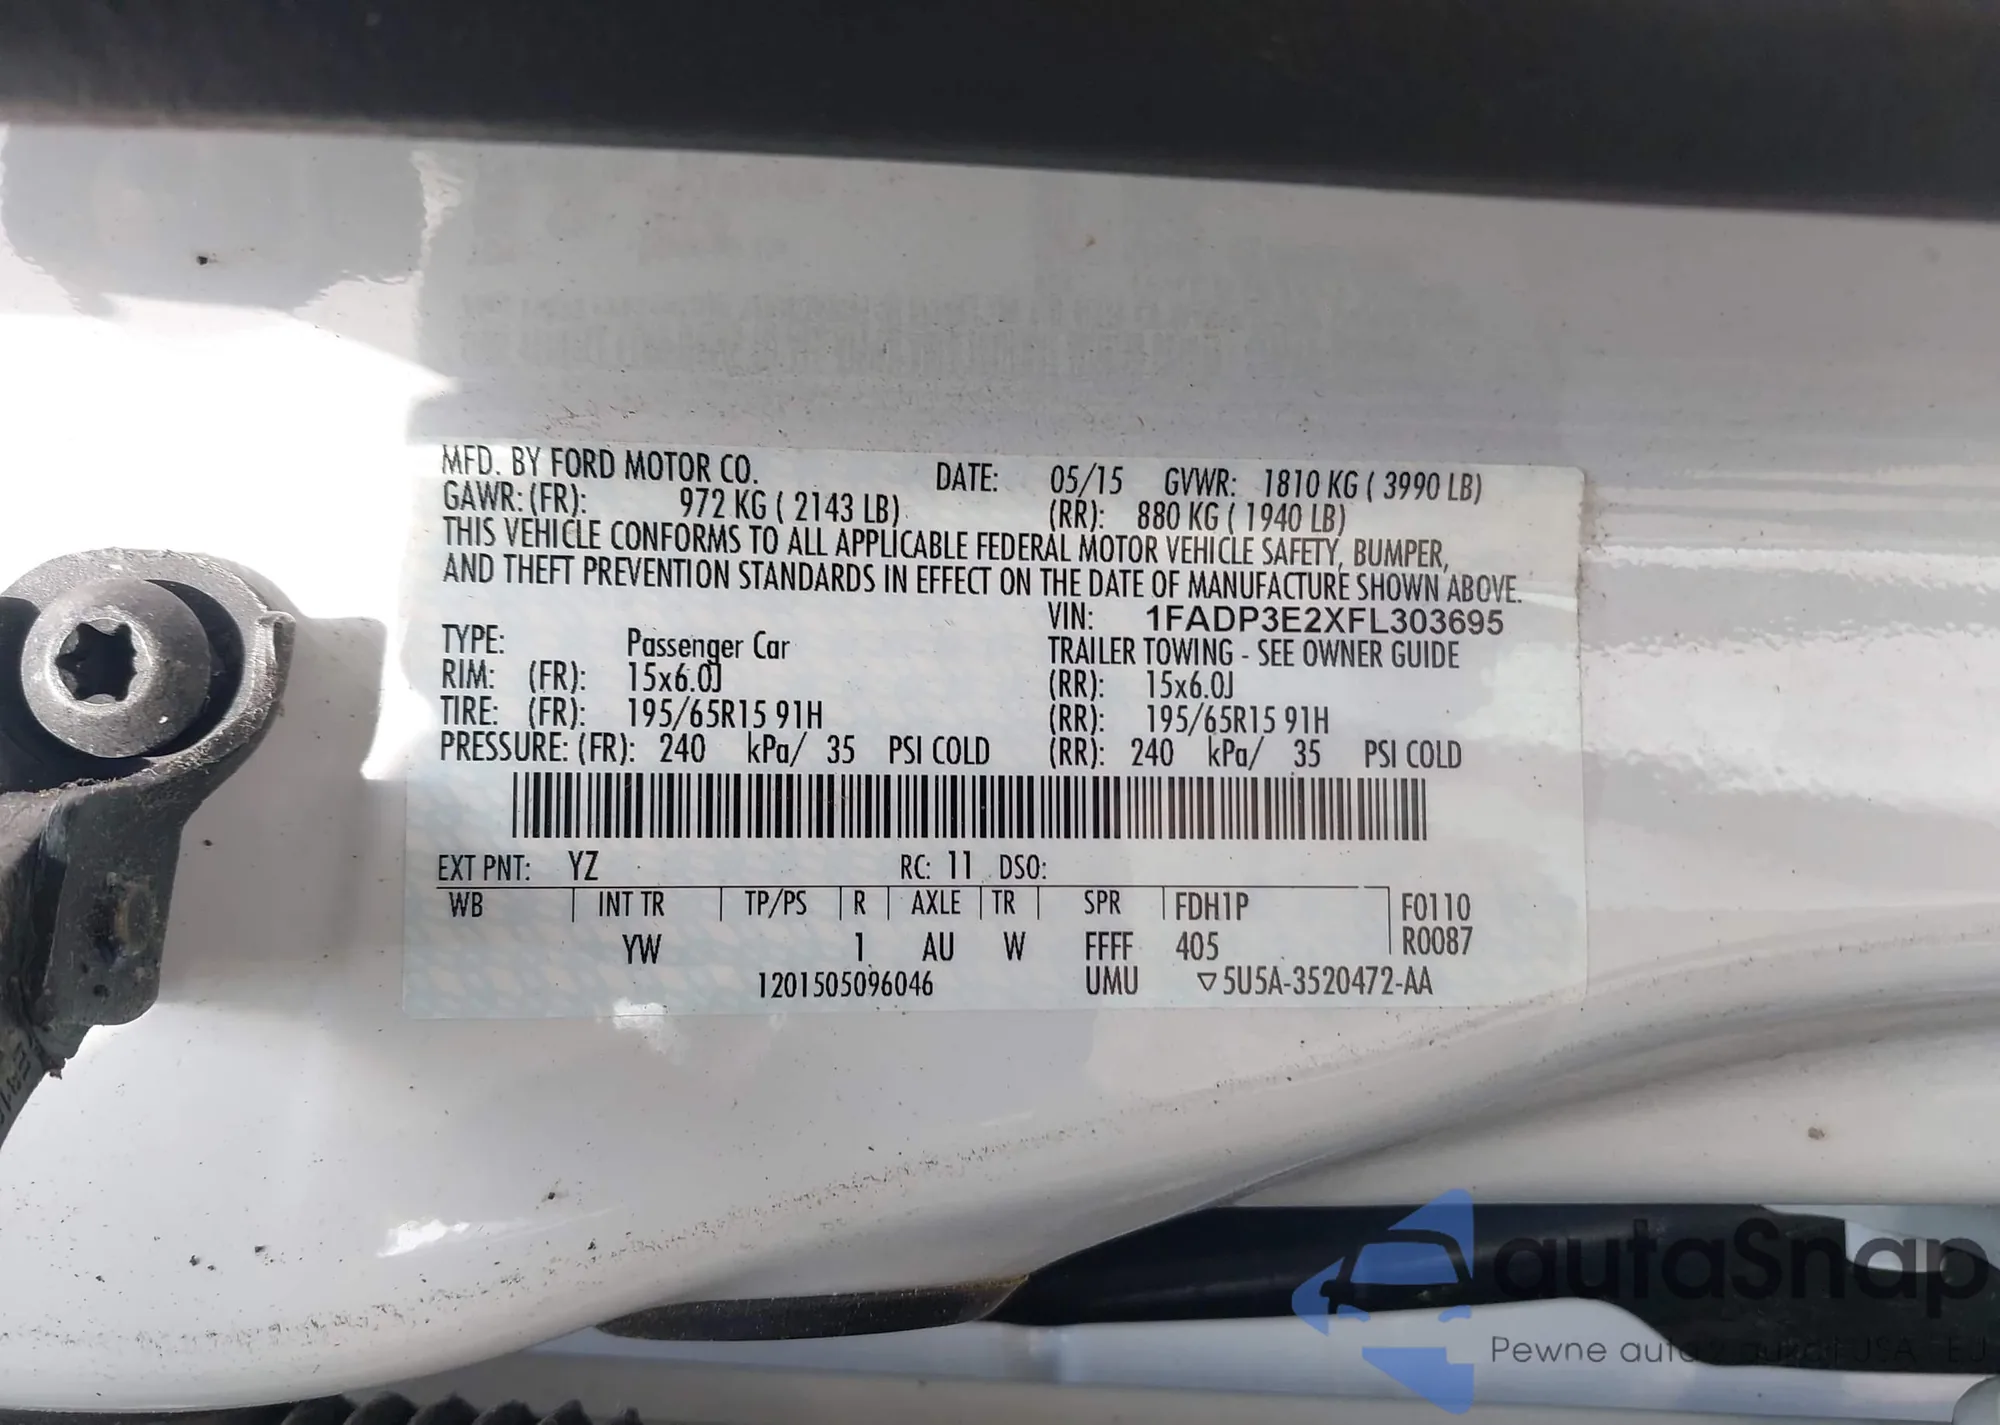 MFD. BY FORD MOTOR CO. DATE: 05/15 GVWR: 1810 KG ( 3990 LB)
GAWR: (FR): 972 KG ( 2143 LB) (RR): 880 KG ( 1940 LB)
THIS VEHICLE CONFORMS TO ALL APPLICABLE FEDERAL MOTOR VEHICLE SAFETY, BUMPER,
AND THEFT PREVENTION STANDARDS IN EFFECT ON THE DATE OF MANUFACTURE SHOWN ABOVE.
VIN: 1FADP3E2XFL303695
TYPE: Passenger Car TRAILER TOWING - SEE OWNER GUIDE
RIM: (FR): 15x6.0J (RR): 15x6.0J
TIRE: (FR): 195/65R15 91H (RR): 195/65R15 91H
PRESSURE: (FR): 240 kPa/ 35 PSI COLD (RR): 240 kPa/ 35 PSI COLD
EXT PNT: YZ RC: 11 DSO:
WB INT TR TP/PS R AXLE TR SPR FDH1P F0110
YW 1 AU W FFFF 405 R0087
1201505096046 UMU ▽5U5A-3520472-AA
autaSnap
Pewne auta z aukcji USA EU